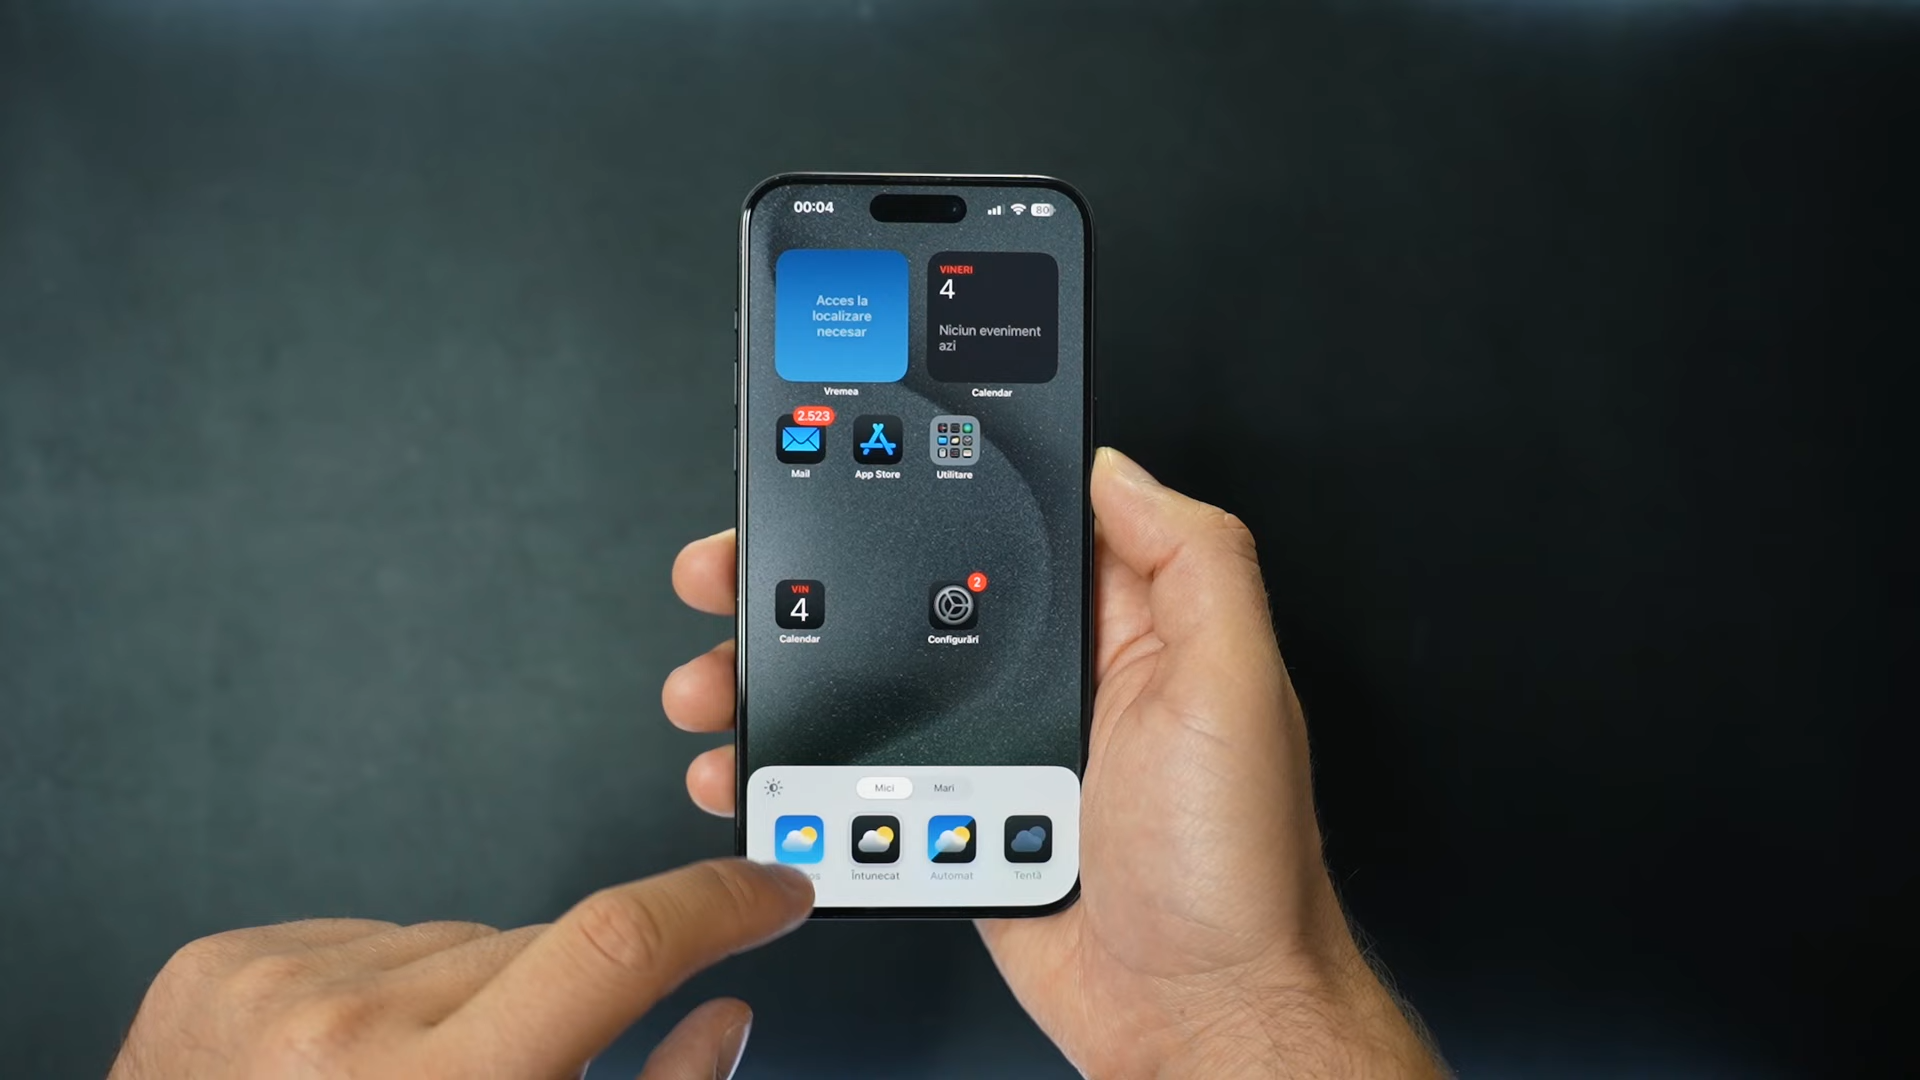 00:04
80
Acces la
localizare
necesar
Vremea
VINERI
4
Niciun eveniment
azi
Calendar
2.523
Mail
App Store
Utilitare
VIN
4
Calendar
2
Configurări
Mici
Mari
Întunecat
Automat
Tentă